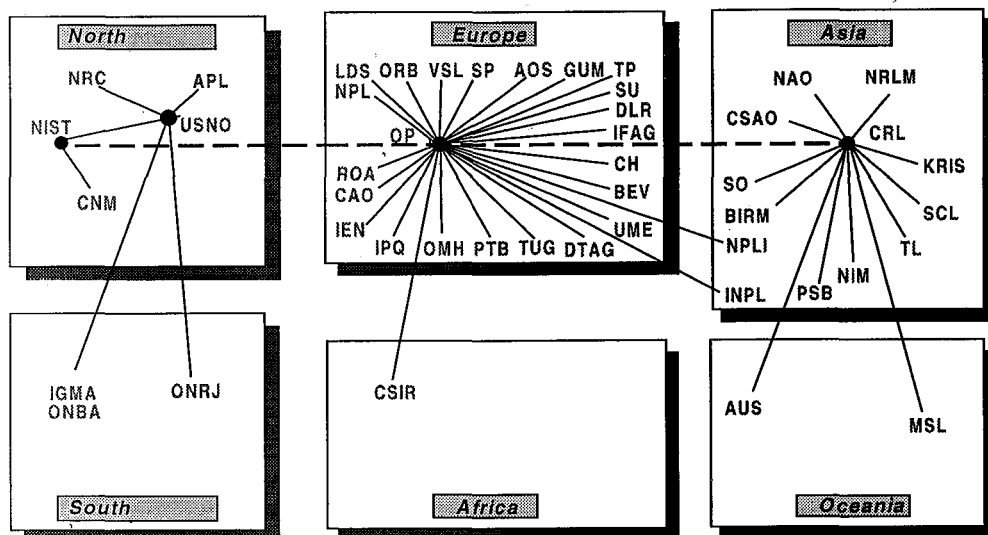 North
NRC
APL
NIST
USNO
CNM
Europe
LDS ORB VSL SP AOS GUM TP
NPL
SU
DLR
OP
IFAG
ROA
CH
CAO
BEV
IEN
UME
IPQ OMH PTB TUG DTAG
Asia
NAO
NRLM
CSAO
CRL
KRIS
SO
BIRM
SCL
NPLI
TL
NIM
INPL
PSB
IGMA
ONBA
ONRJ
South
CSIR
Africa
AUS
MSL
Oceania